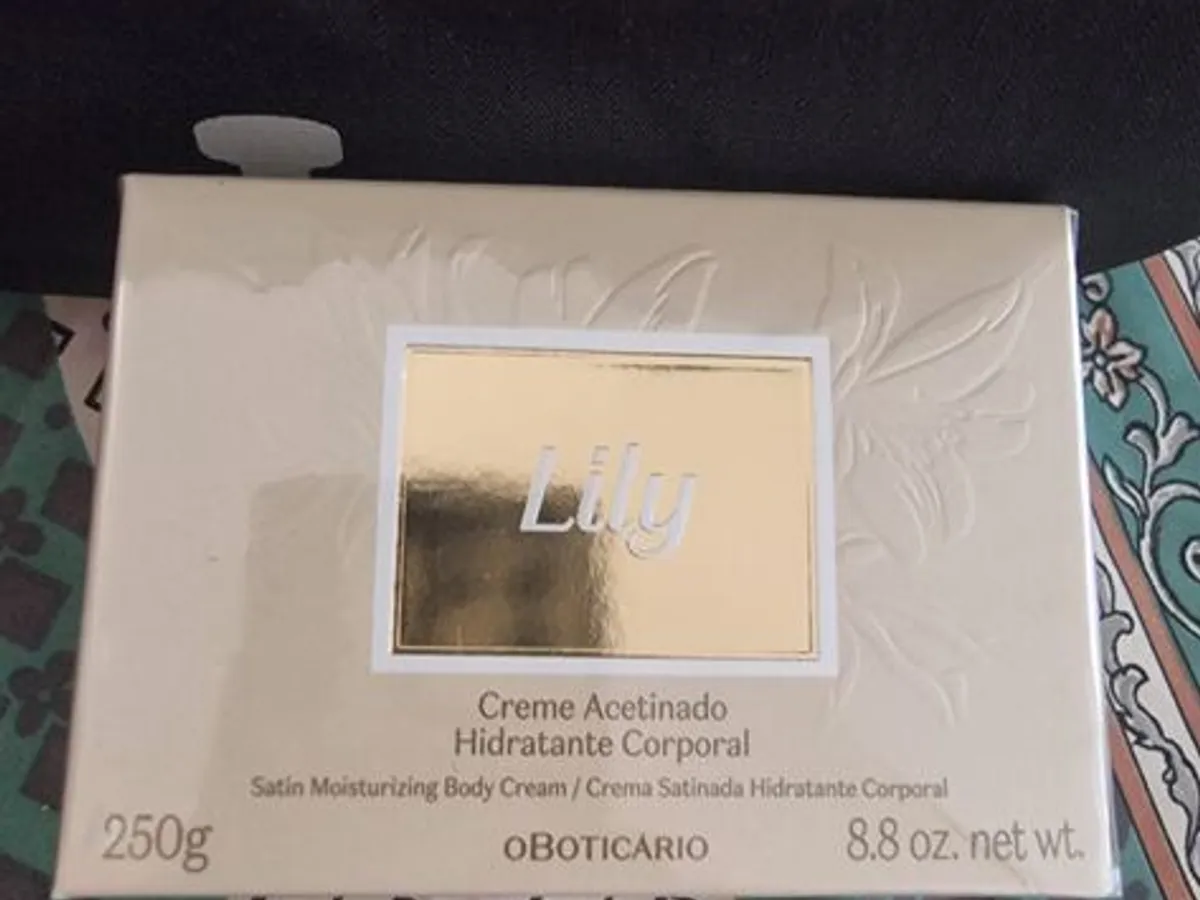 Lily
Creme Acetinado
Hidratante Corporal
Satin Moisturizing Body Cream / Crema Satinada Hidratante Corporal
250g
oBOTICÁRIO
8.8 oz. net wt.